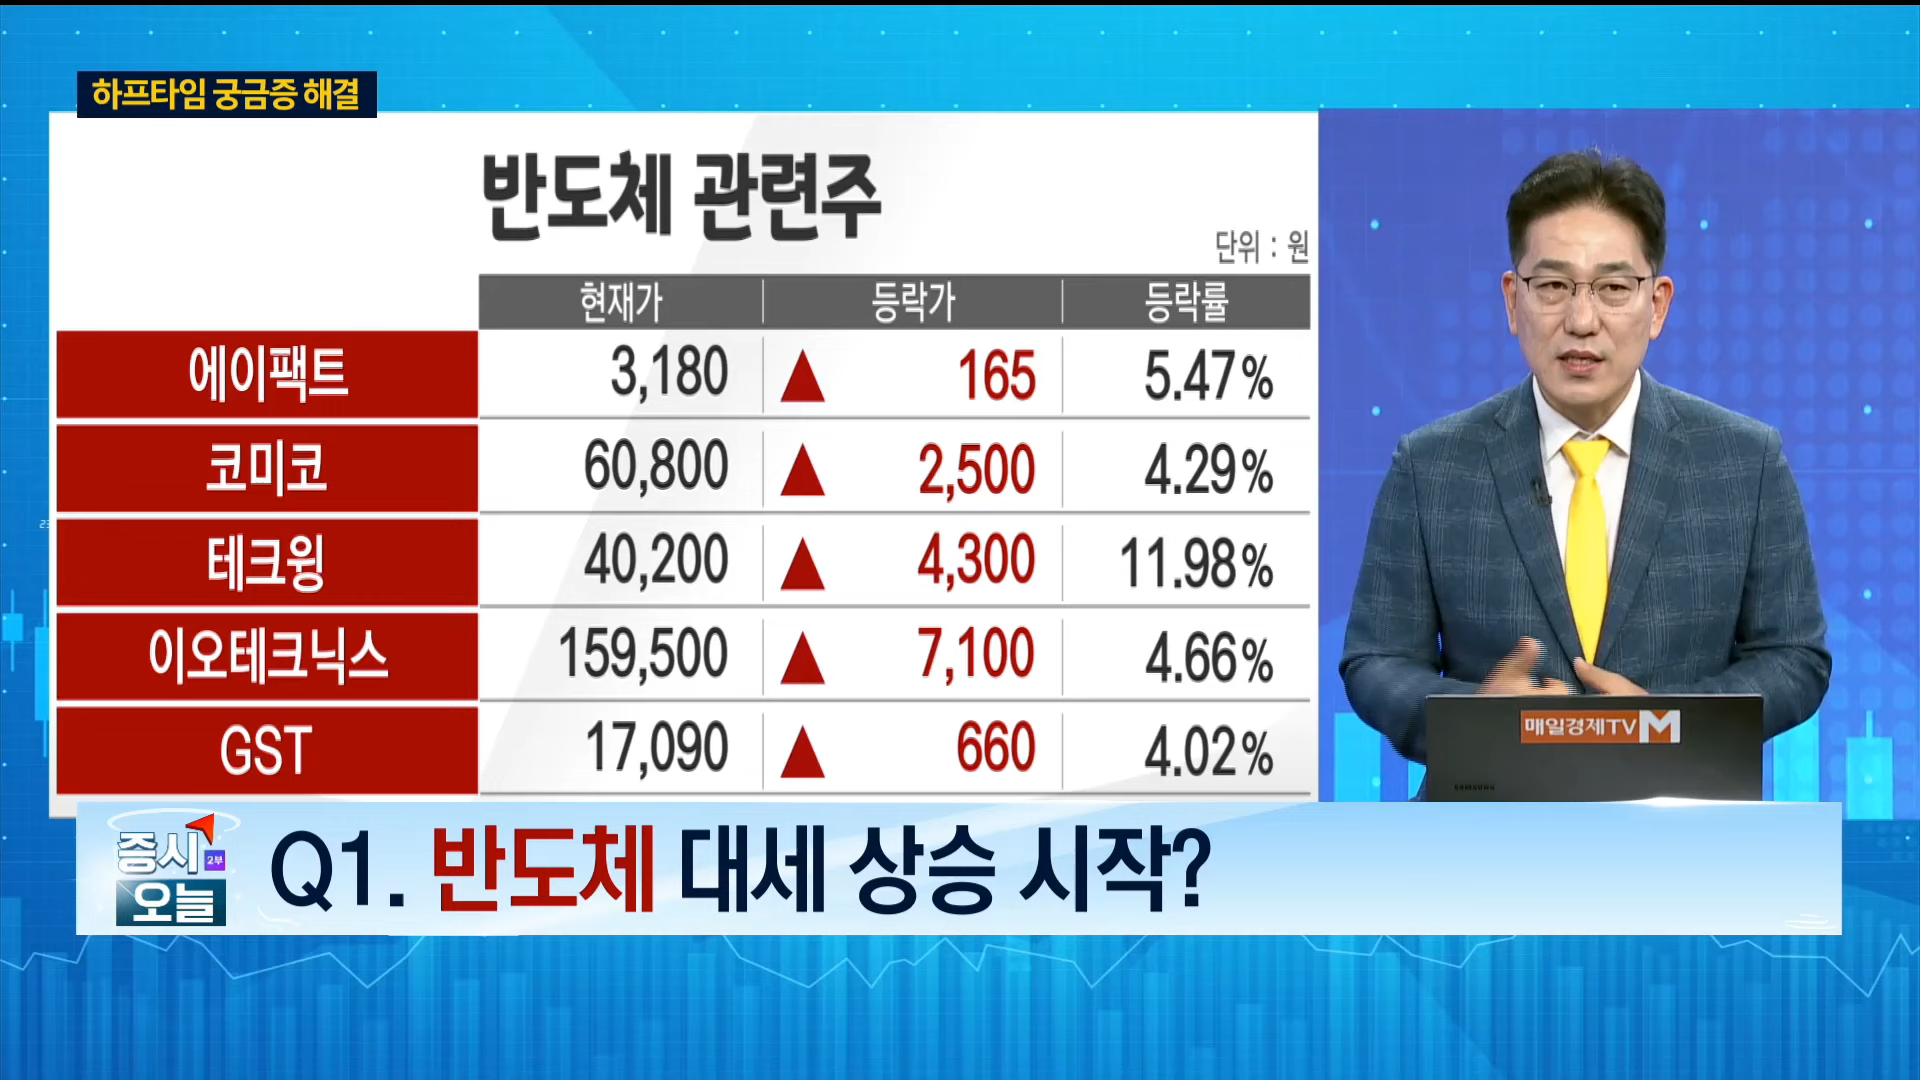 하프타임 궁금증 해결
반도체 관련주
단위 : 원
현재가 등락가 등락률
에이팩트 3,180 ▲ 165 5.47%
코미코 60,800 ▲ 2,500 4.29%
테크윙 40,200 ▲ 4,300 11.98%
이오테크닉스 159,500 ▲ 7,100 4.66%
GST 17,090 ▲ 660 4.02%
매일경제TV M
SAMSUNG
증시 2부
오늘
Q1. 반도체 대세 상승 시작?